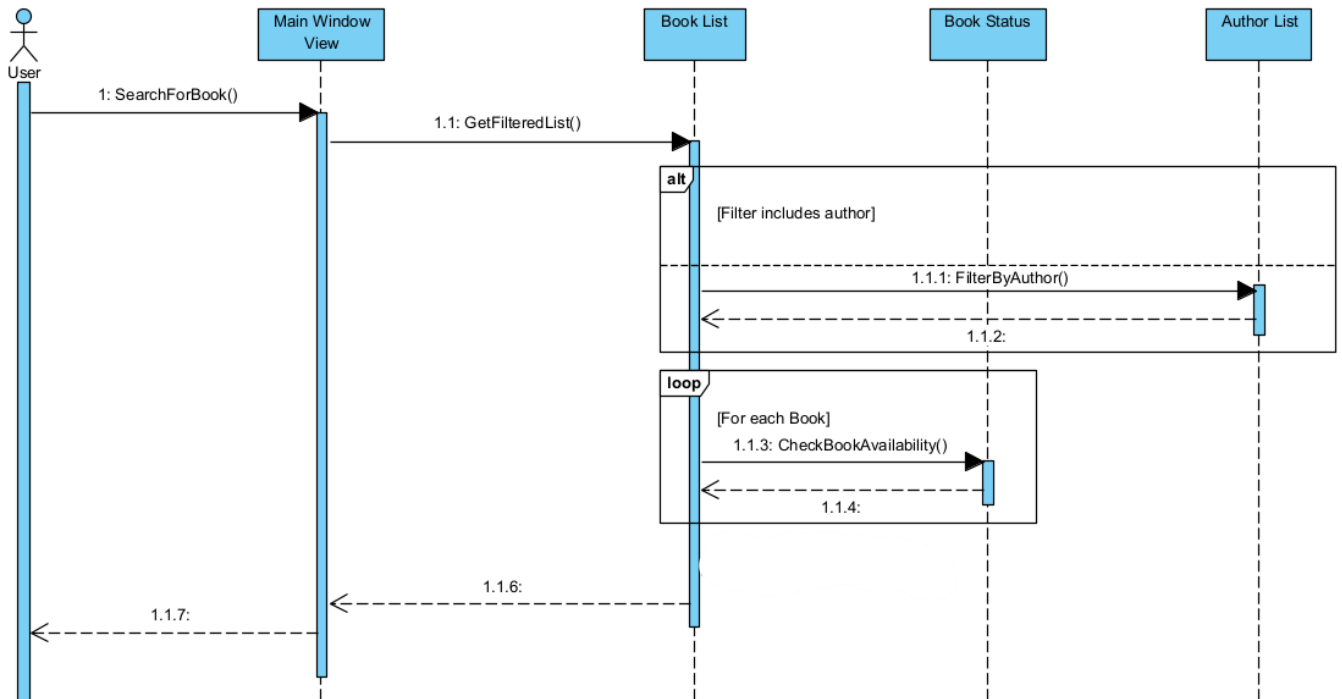 Main Window
View
Book List
Book Status
Author List
User
1: SearchForBook()
1.1: GetFilteredList()
alt
[Filter includes author]
1.1.1: FilterByAuthor()
1.1.2:
loop
[For each Book]
1.1.3: CheckBookAvailability()
1.1.4:
1.1.6:
1.1.7: